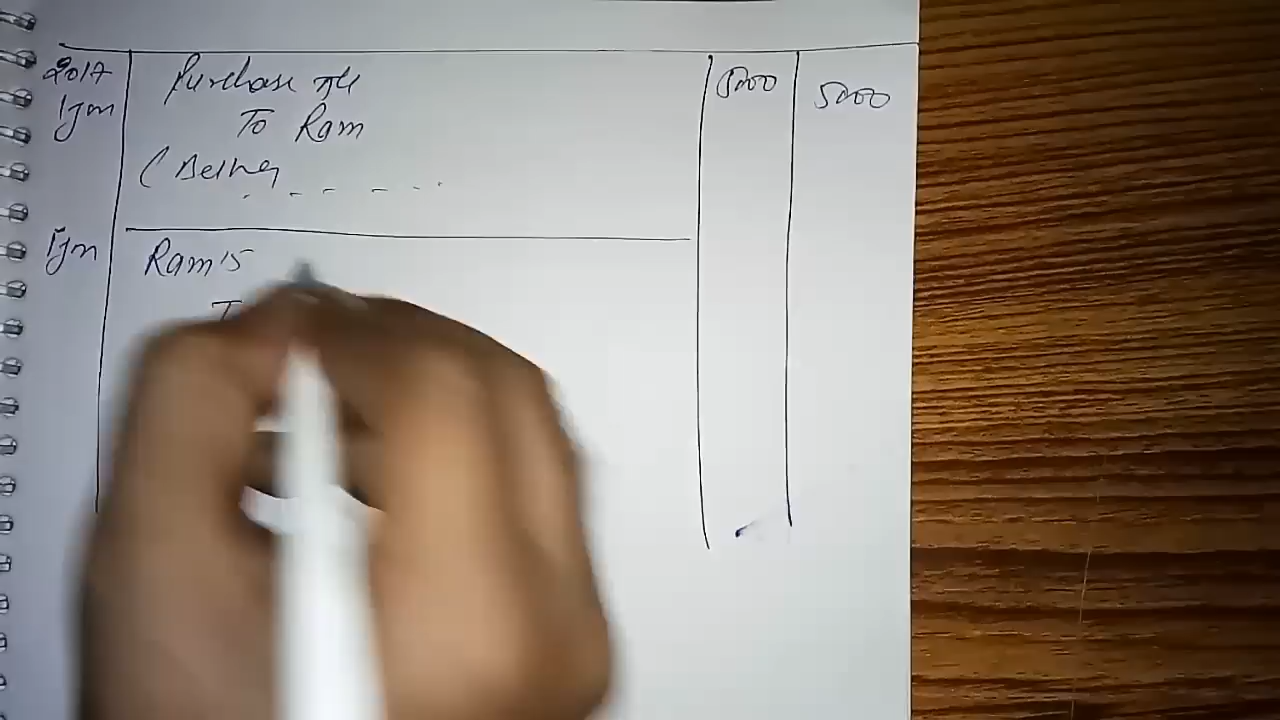 2017 Purchase A/c 5000
1 Jan To Ram 5000
(Being - - - -
1 Jan Ram's
T